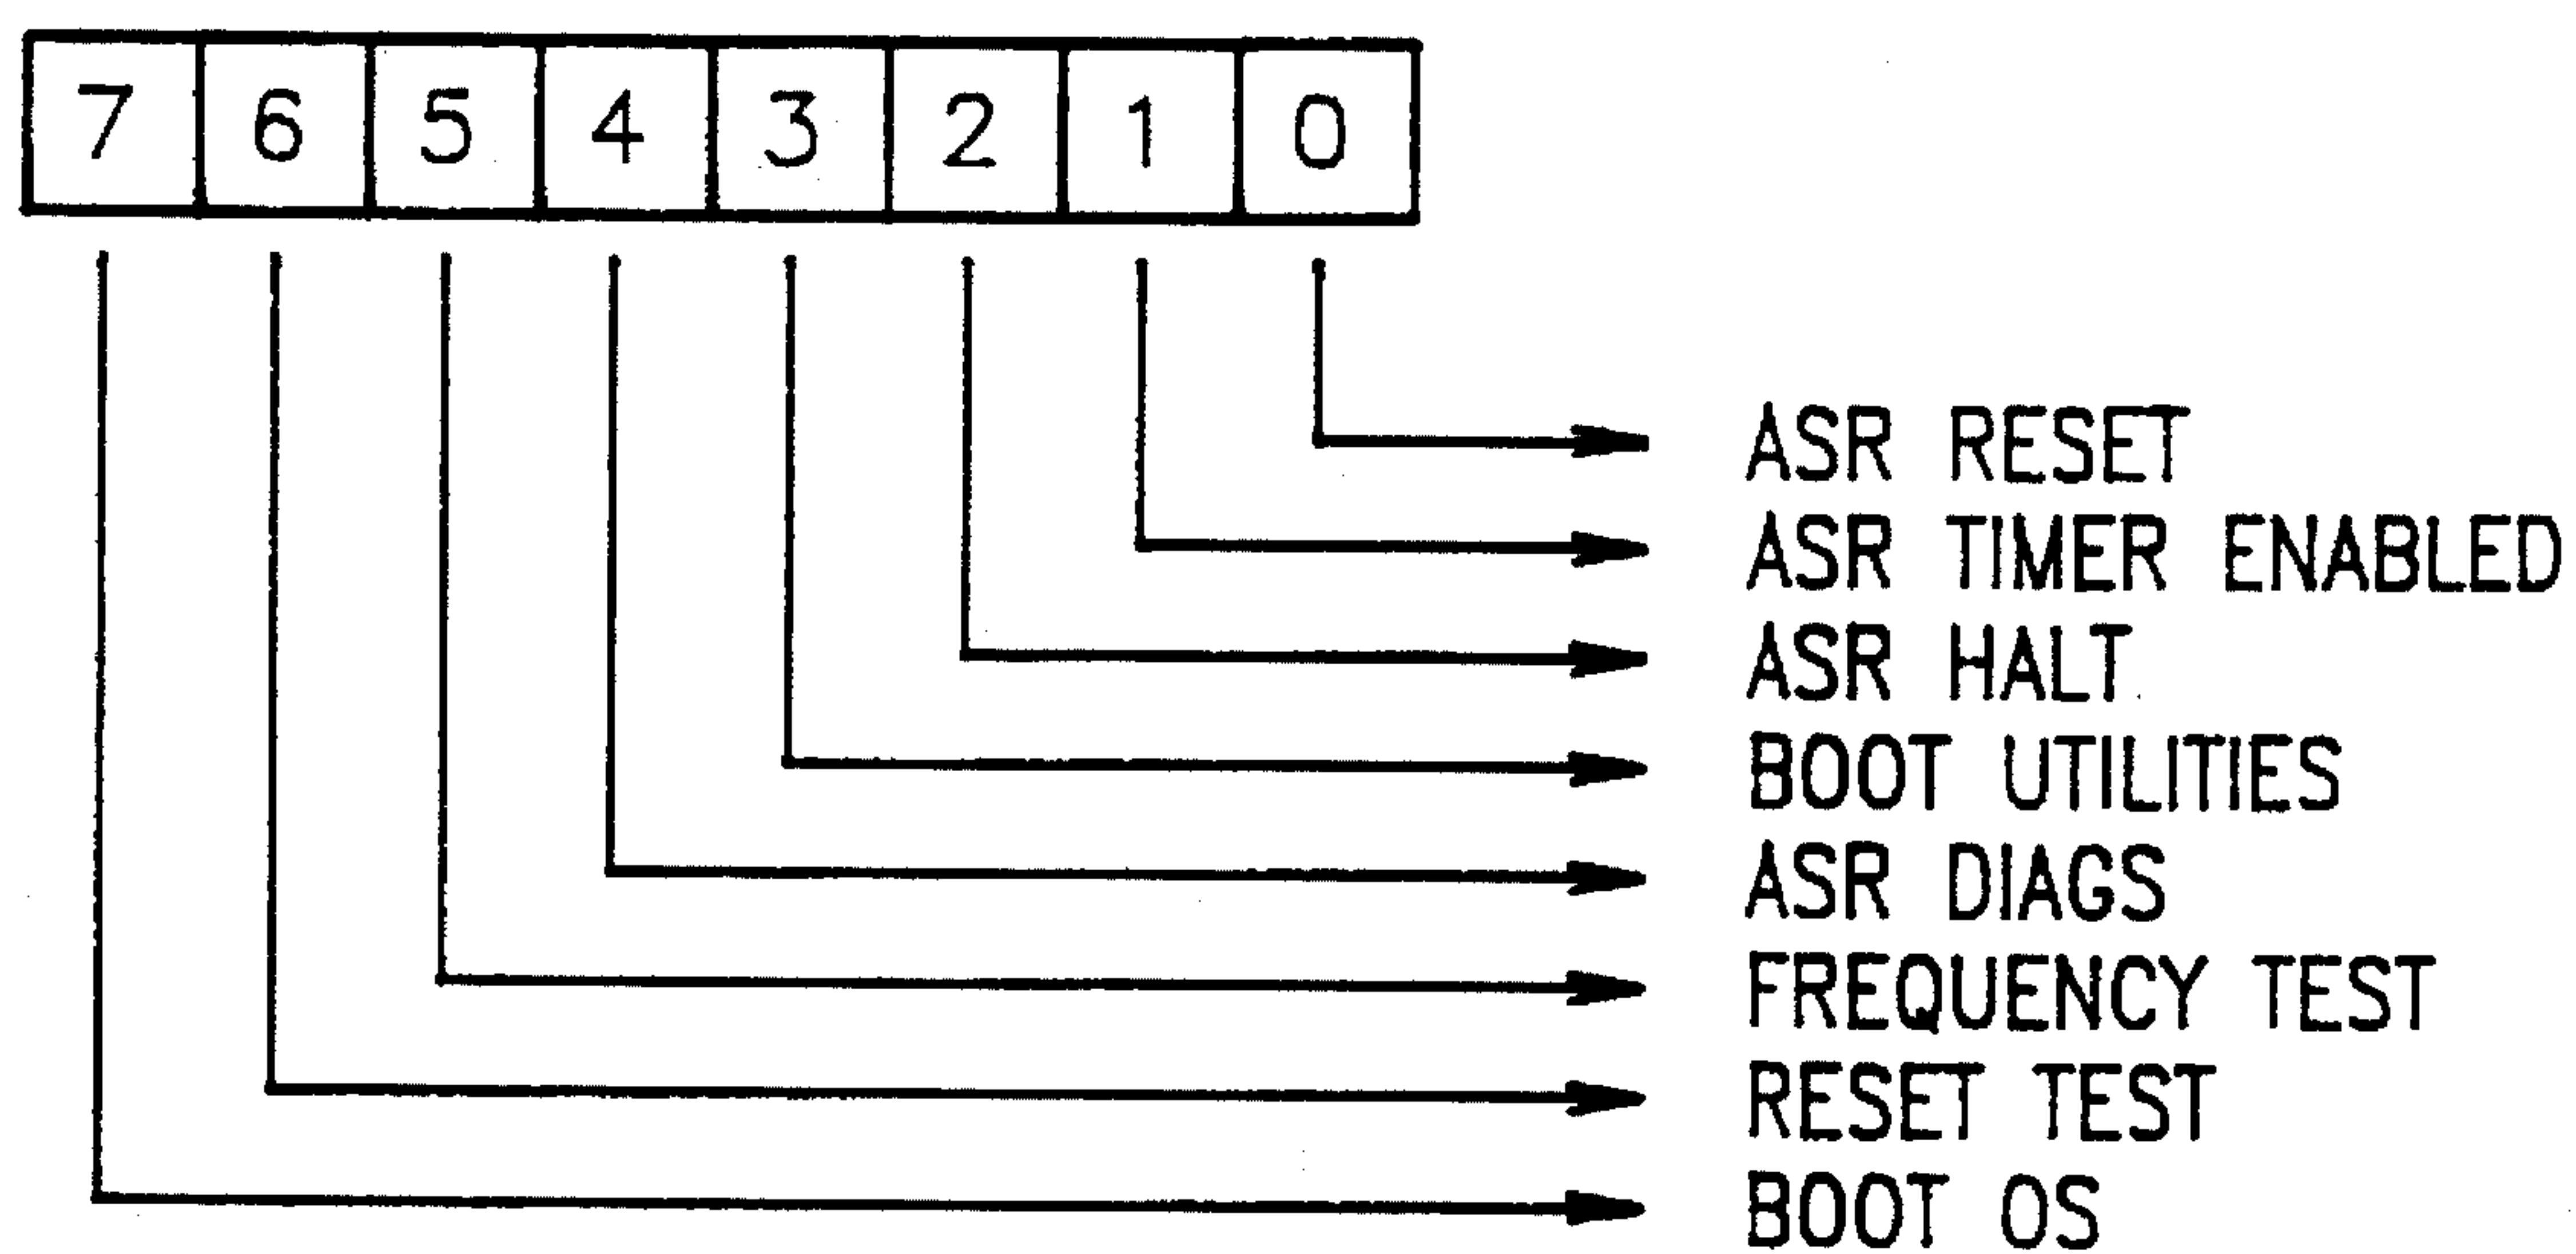 7 6 5 4 3 2 1 0
ASR RESET
ASR TIMER ENABLED
ASR HALT
BOOT UTILITIES
ASR DIAGS
FREQUENCY TEST
RESET TEST
BOOT OS